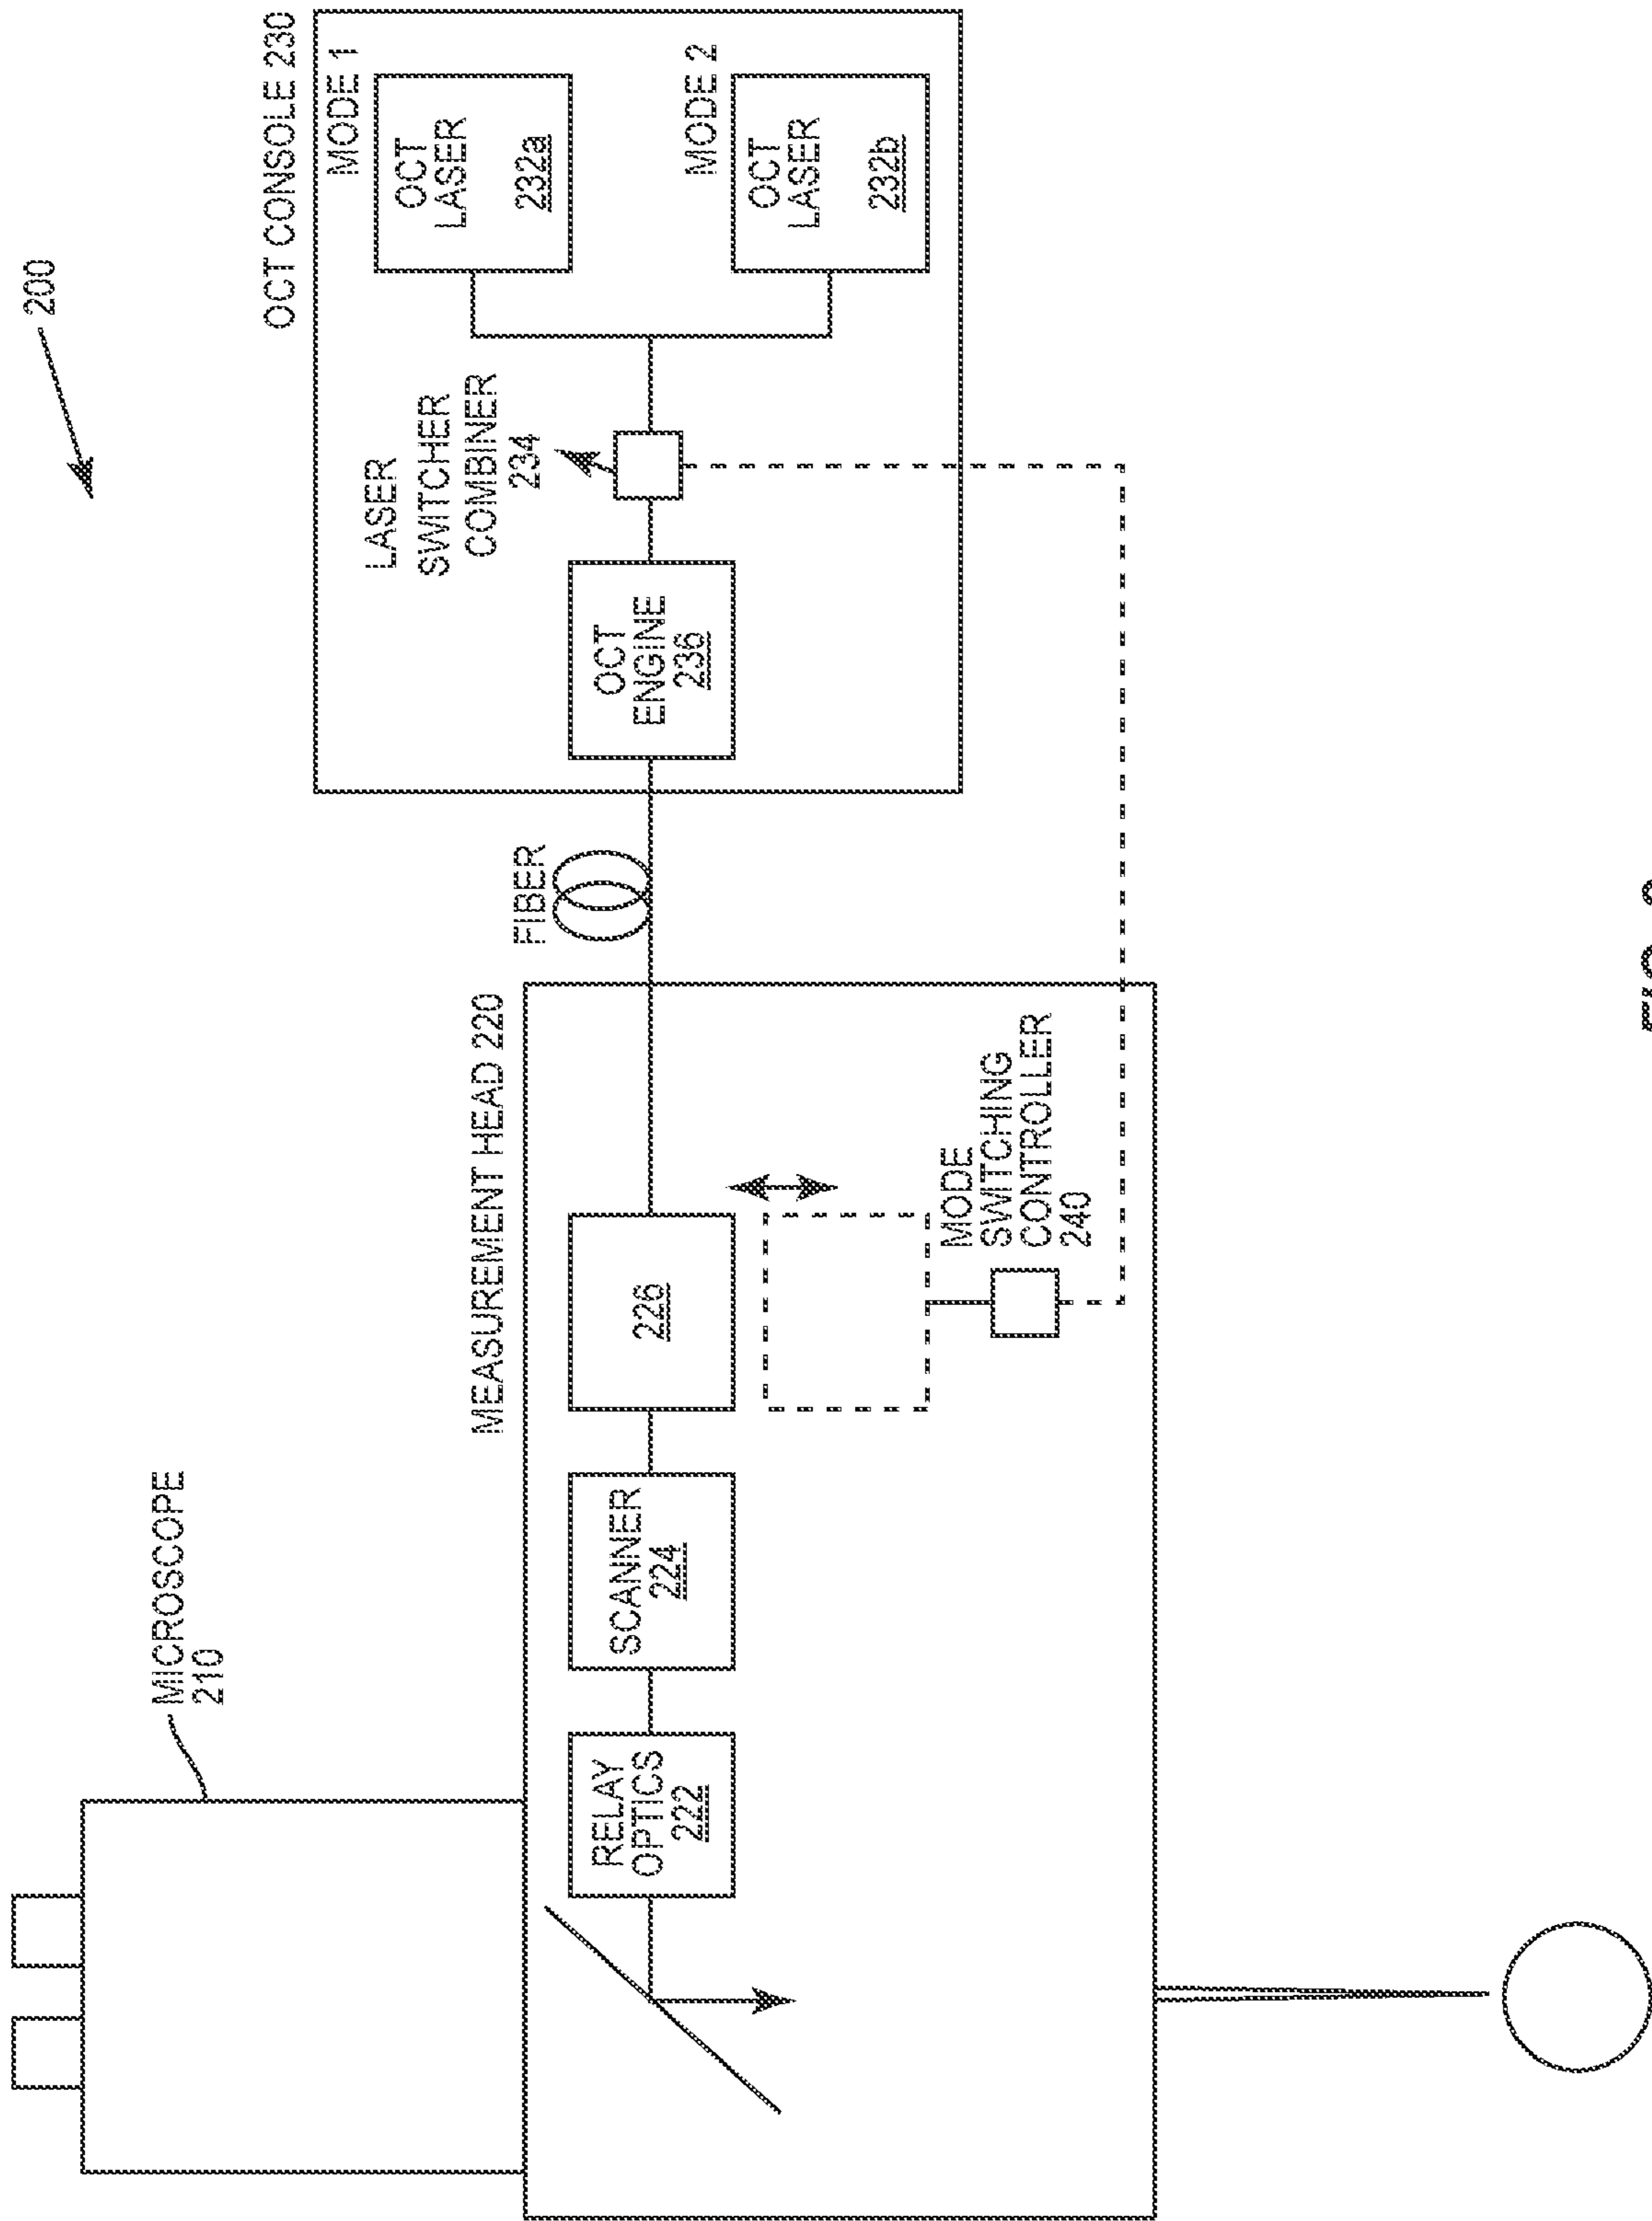 200
OCT CONSOLE 230
MODE 1
OCT
LASER
232a
MODE 2
OCT
LASER
232b
LASER
SWITCHER
COMBINER
234
OCT
ENGINE
236
FIBER
MICROSCOPE
210
MEASUREMENT HEAD 220
RELAY
OPTICS
222
SCANNER
224
226
MODE
SWITCHING
CONTROLLER
240